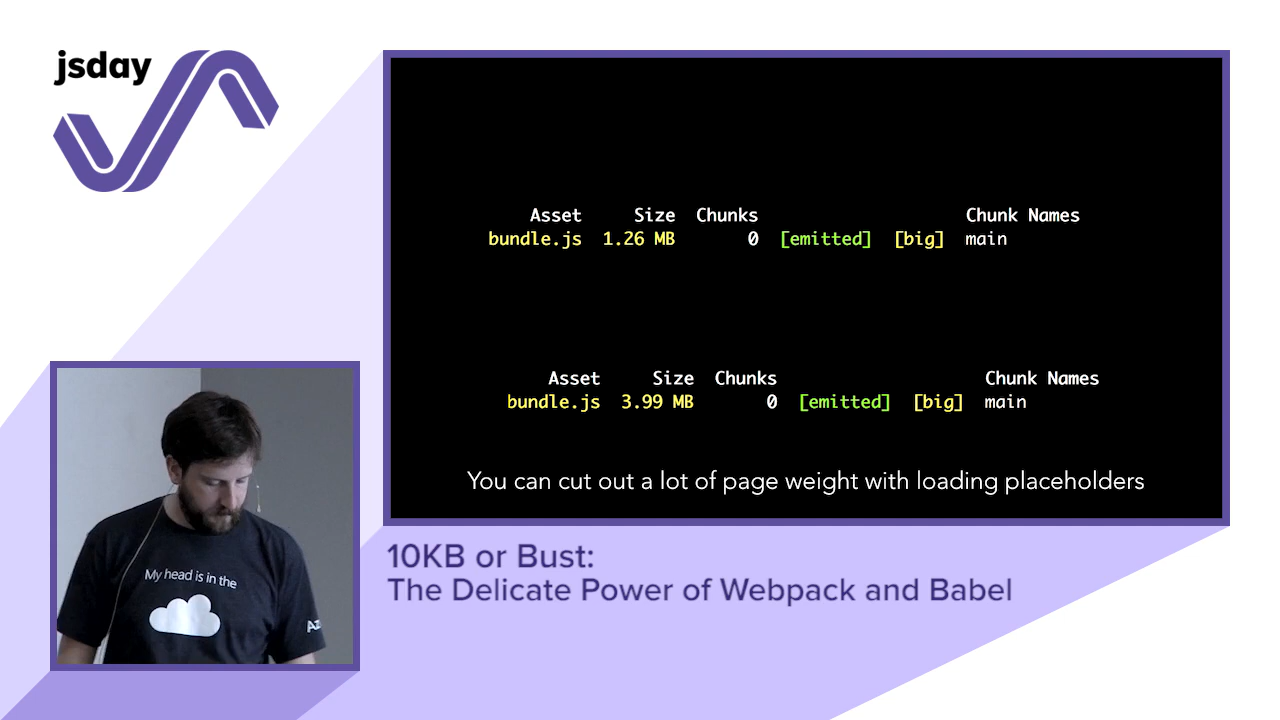 jsday
Asset Size Chunks Chunk Names
bundle.js 1.26 MB 0 [emitted] [big] main
Asset Size Chunks Chunk Names
bundle.js 3.99 MB 0 [emitted] [big] main
You can cut out a lot of page weight with loading placeholders
My head is in the
10KB or Bust:
The Delicate Power of Webpack and Babel